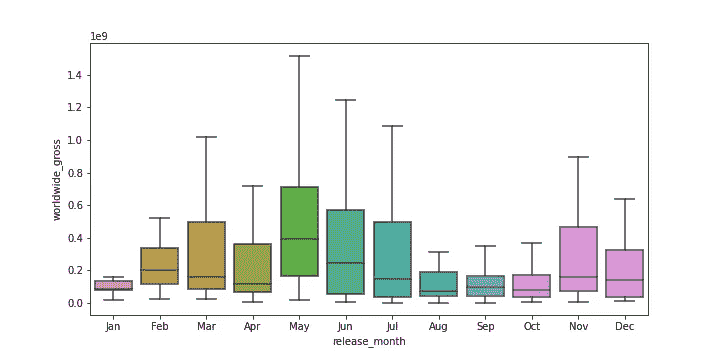 1e9
1.4
1.2
1.0
0.8
0.6
0.4
0.2
0.0
worldwide_gross
Jan Feb Mar Apr May Jun Jul Aug Sep Oct Nov Dec
release_month